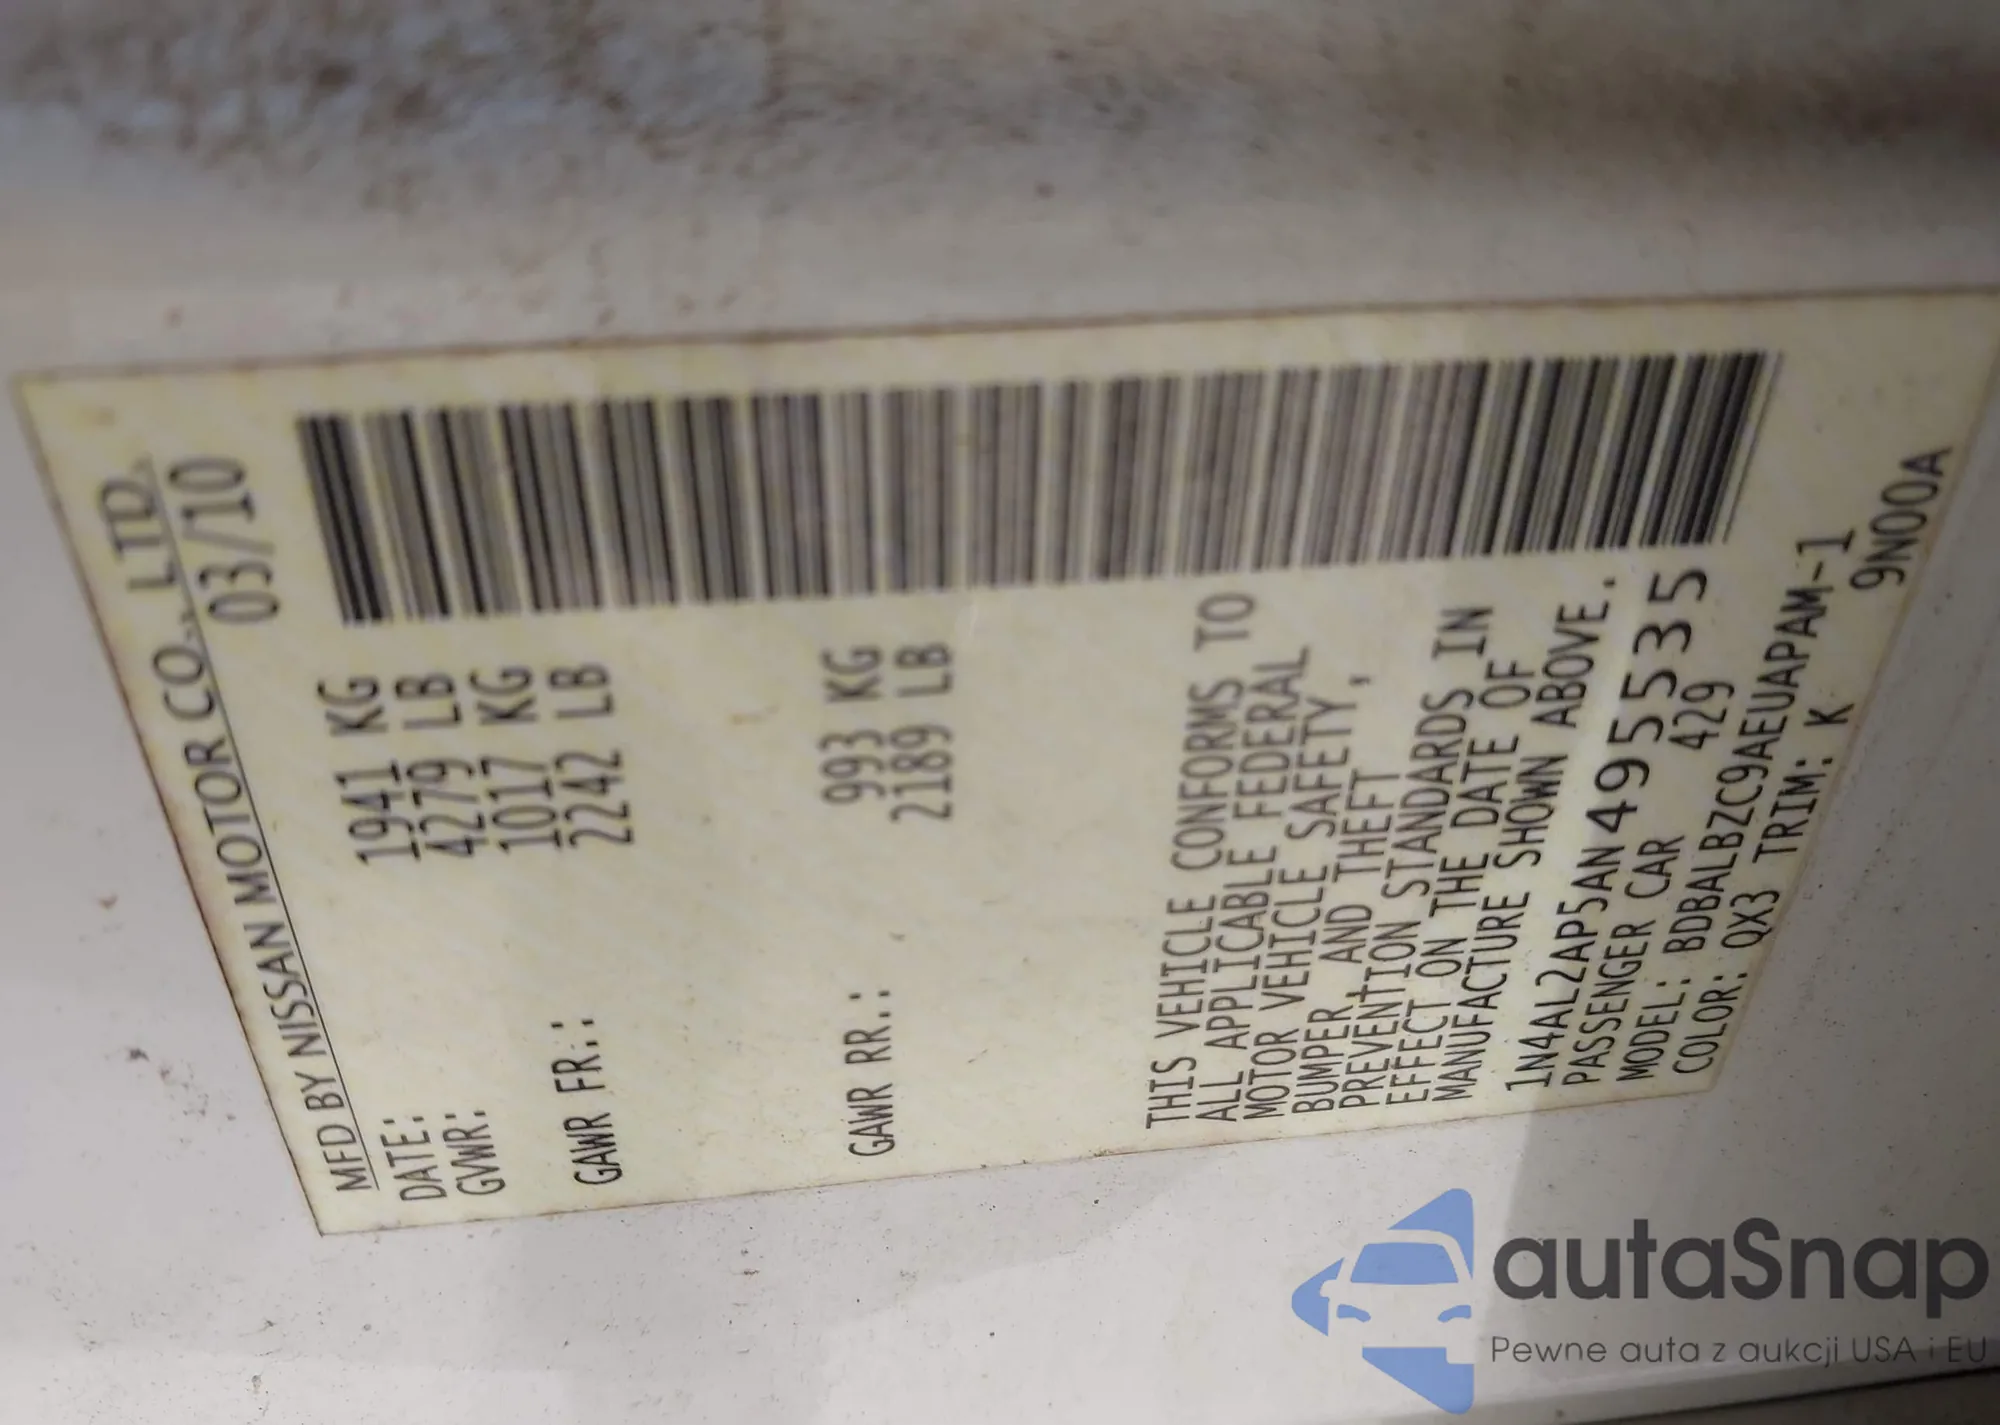 MFD BY NISSAN MOTOR CO., LTD.
DATE: 03/10
GVWR: 1941 KG
4279 LB
GAWR FR.: 1017 KG
2242 LB
GAWR RR.: 993 KG
2189 LB
THIS VEHICLE CONFORMS TO
ALL APPLICABLE FEDERAL
MOTOR VEHICLE SAFETY,
BUMPER, AND THEFT
PREVENTION STANDARDS IN
EFFECT ON THE DATE OF
MANUFACTURE SHOWN ABOVE.
1N4AL2AP5AN495535
PASSENGER CAR 429
MODEL: BDBALBZC9AEUAPAM-1
COLOR: QX3 TRIM: K 9N00A
autaSnap
Pewne auta z aukcji USA i EU